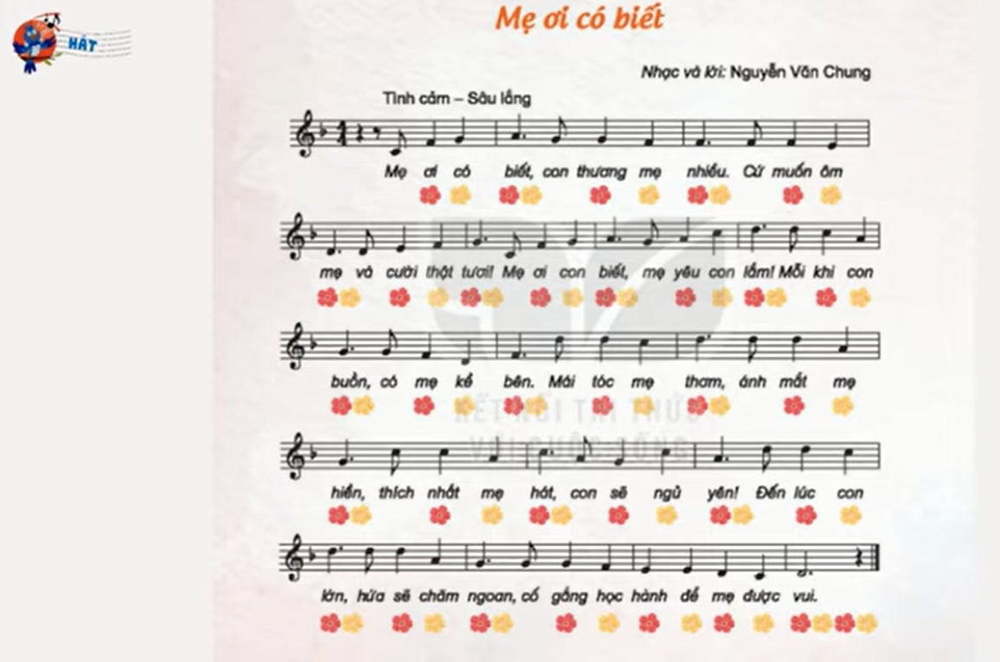 Mẹ ơi có biết
HÁT
Nhạc và lời: Nguyễn Văn Chung
Tình cảm – Sâu lắng
Mẹ ơi có biết, con thương mẹ nhiều. Cứ muốn ôm
mẹ và cười thật tươi! Mẹ ơi con biết, mẹ yêu con lắm! Mỗi khi con
buồn, có mẹ kề bên. Mái tóc mẹ thơm, ánh mắt mẹ
KẾT NỐI TRI THỨC
VỚI CUỘC SỐNG
hiền, thích nhất mẹ hát, con sẽ ngủ yên! Đến lúc con
lớn, hứa sẽ chăm ngoan, cố gắng học hành để mẹ được vui.